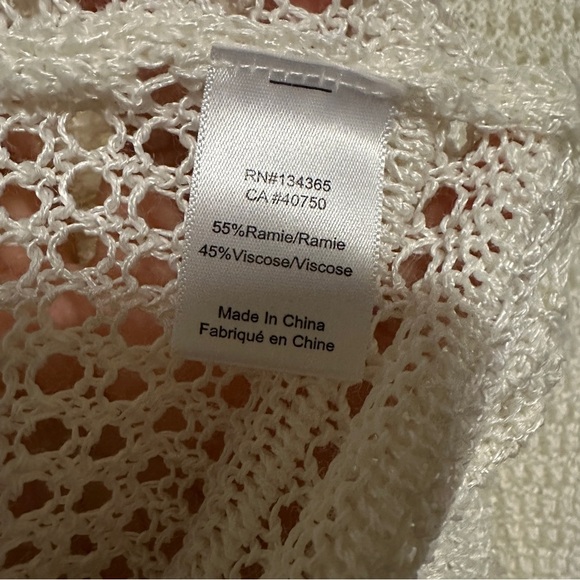 RN#134365
CA #40750
55%Ramie/Ramie
45%Viscose/Viscose
Made In China
Fabriqué en Chine